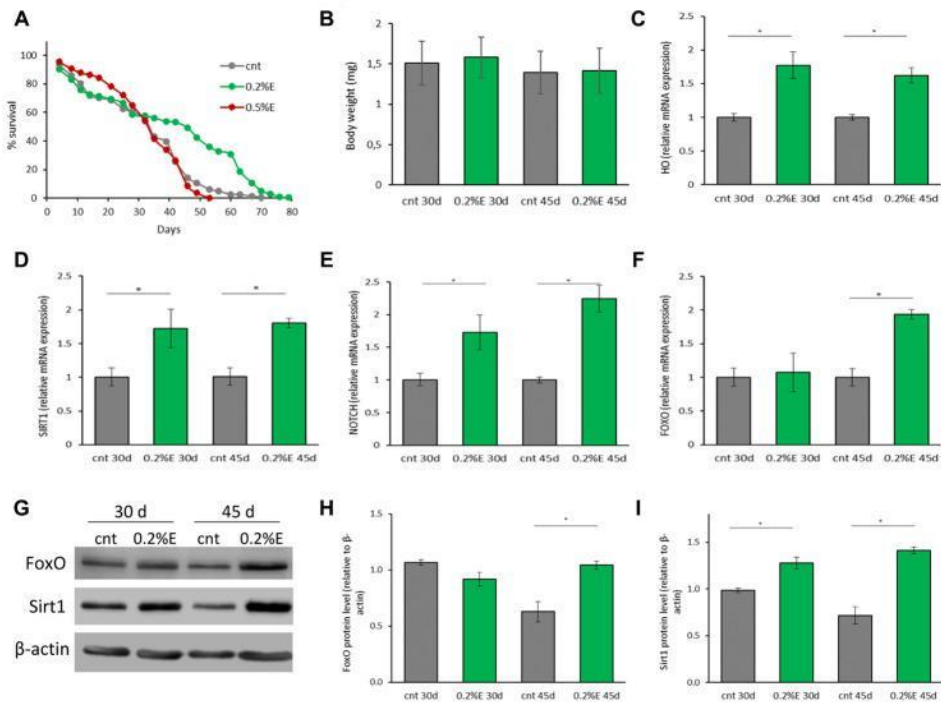 A
% survival
100
80
60
40
20
0
cnt
0.2%E
0.5%E
0 10 20 30 40 50 60 70 80
Days
B
Body weight (mg)
2
1,5
1
0,5
0
cnt 30d 0.2%E 30d cnt 45d 0.2%E 45d
C
HO (relative mRNA expression)
2.5
2
1.5
1
0.5
0
* *
cnt 30d 0.2%E 30d cnt 45d 0.2%E 45d
D
SIRT1 (relative mRNA expression)
2.5
2
1.5
1
0.5
0
* *
cnt 30d 0.2%E 30d cnt 45d 0.2%E 45d
E
NOTCH (relative mRNA expression)
2.5
2
1.5
1
0.5
0
* *
cnt 30d 0.2%E 30d cnt 45d 0.2%E 45d
F
FOXO (relative mRNA expression)
2.5
2
1.5
1
0.5
0
*
cnt 30d 0.2%E 30d cnt 45d 0.2%E 45d
G
30 d 45 d
cnt 0.2%E cnt 0.2%E
FoxO
Sirt1
β-actin
H
FoxO protein level (relative to β-
actin)
1,5
1.0
0.5
0.0
*
cnt 30d 0.2%E 30d cnt 45d 0.2%E 45d
I
Sirt1 protein level (relative to β-
actin)
1.5
1.0
0.5
0.0
* *
cnt 30d 0.2%E 30d cnt 45d 0.2%E 45d